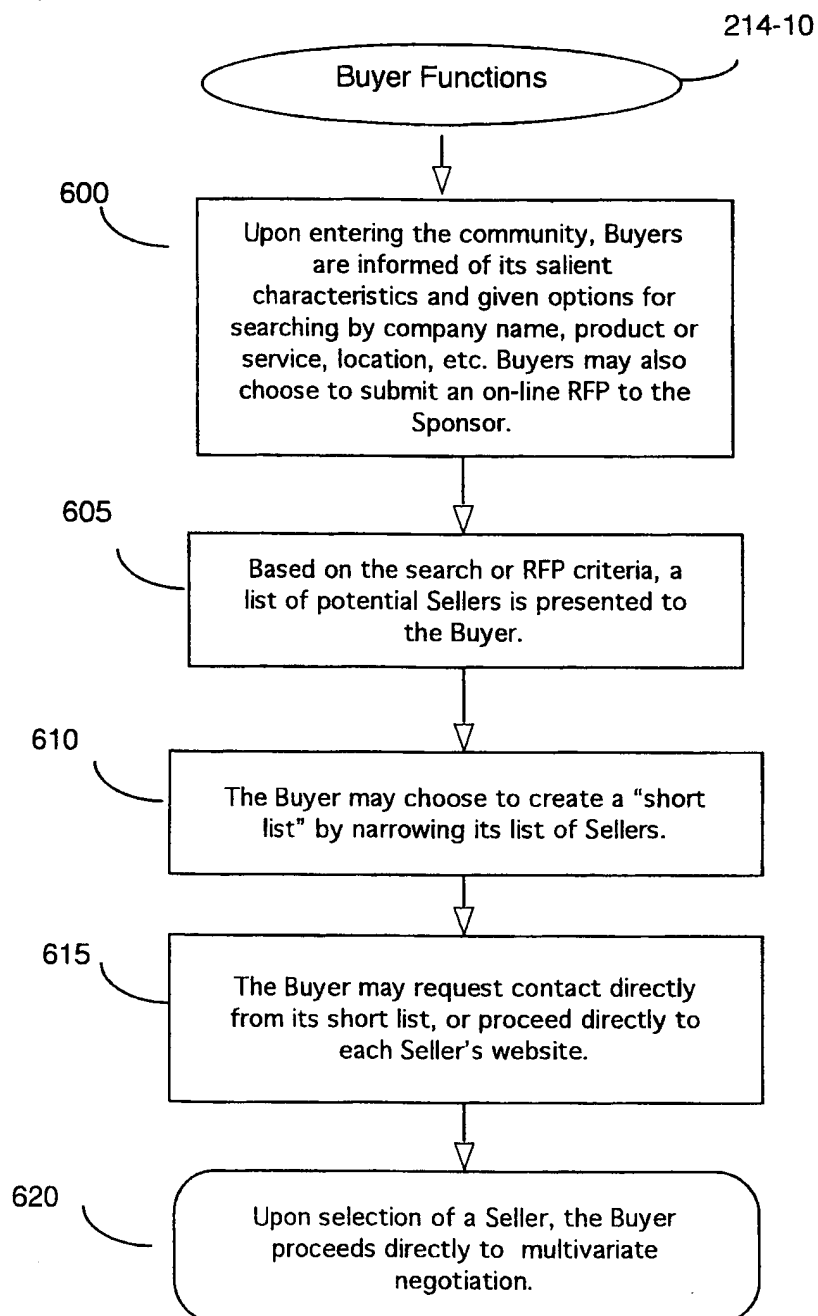 214-10
Buyer Functions
600
Upon entering the community, Buyers
are informed of its salient
characteristics and given options for
searching by company name, product or
service, location, etc. Buyers may also
choose to submit an on-line RFP to the
Sponsor.
605
Based on the search or RFP criteria, a
list of potential Sellers is presented to
the Buyer.
610
The Buyer may choose to create a “short
list” by narrowing its list of Sellers.
615
The Buyer may request contact directly
from its short list, or proceed directly to
each Seller's website.
620
Upon selection of a Seller, the Buyer
proceeds directly to multivariate
negotiation.